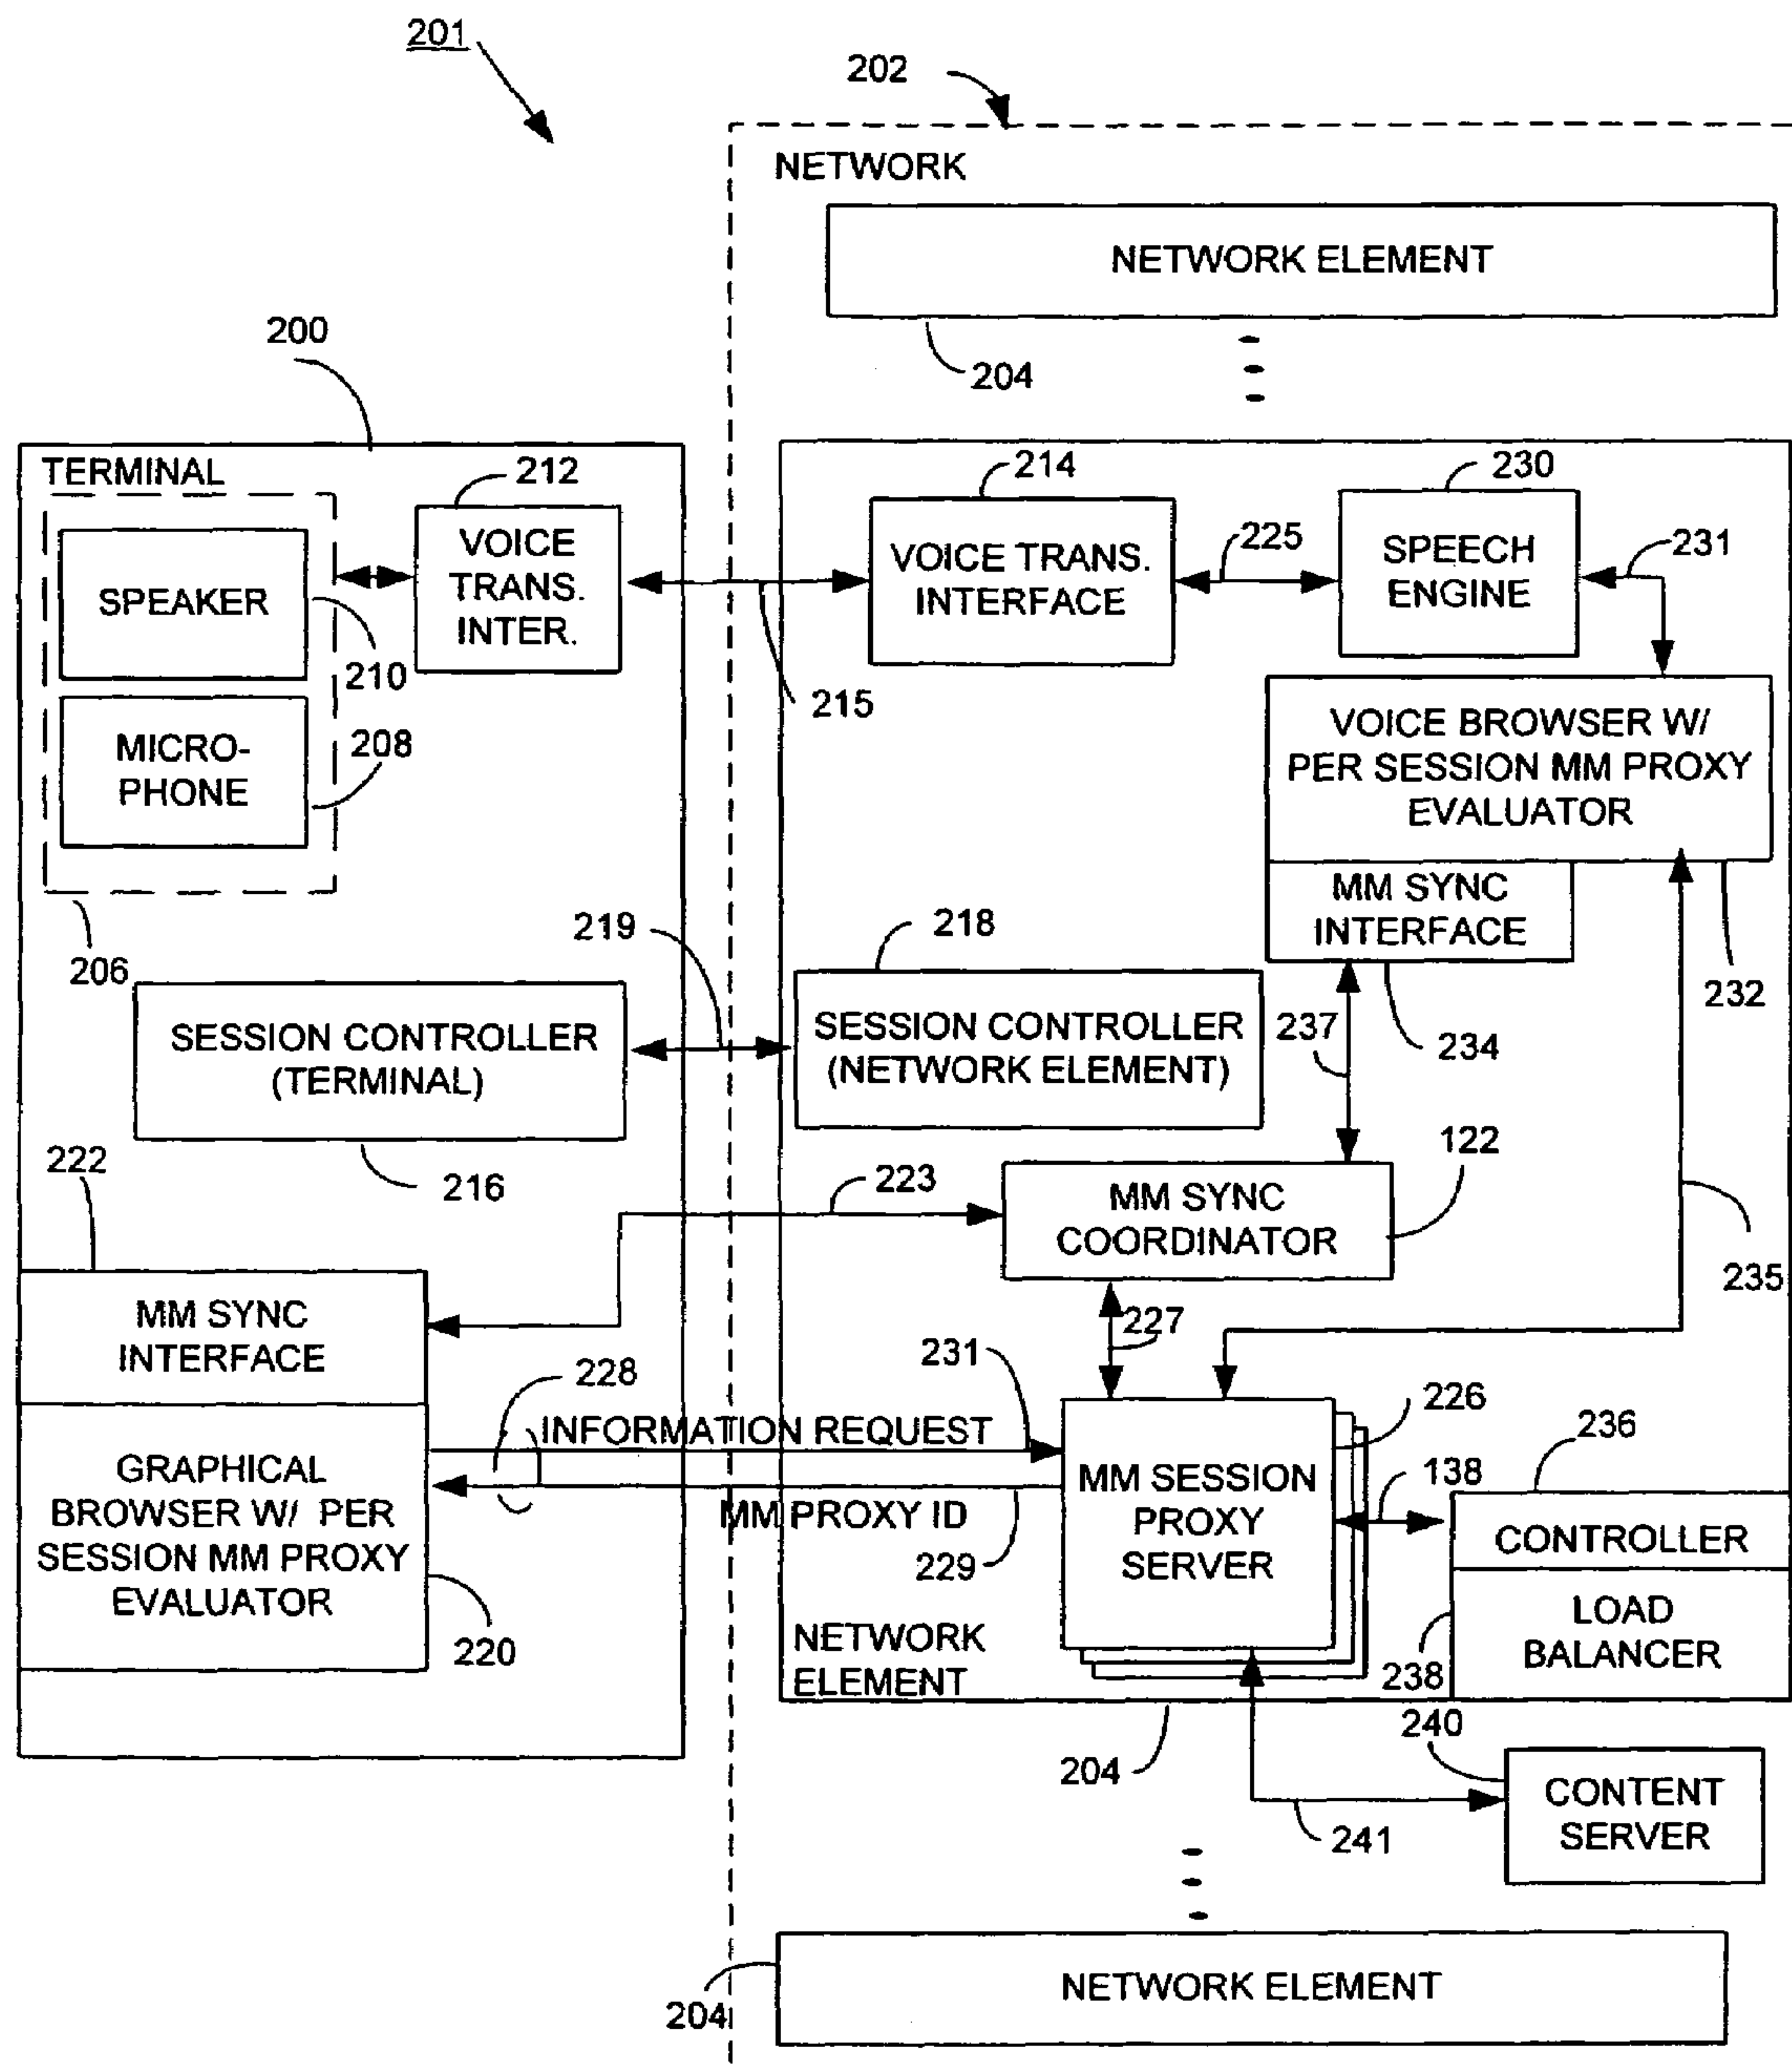 201
202
NETWORK
NETWORK ELEMENT
204
200
TERMINAL
212
SPEAKER
210
MICRO-
PHONE
208
206
VOICE
TRANS.
INTER.
215
214
VOICE TRANS.
INTERFACE
225
230
SPEECH
ENGINE
231
VOICE BROWSER W/
PER SESSION MM PROXY
EVALUATOR
232
MM SYNC
INTERFACE
234
219
218
SESSION CONTROLLER
(TERMINAL)
216
SESSION CONTROLLER
(NETWORK ELEMENT)
237
122
MM SYNC
COORDINATOR
223
235
222
MM SYNC
INTERFACE
227
231
228
INFORMATION REQUEST
MM PROXY ID
229
GRAPHICAL
BROWSER W/ PER
SESSION MM PROXY
EVALUATOR
220
226
MM SESSION
PROXY
SERVER
138
236
CONTROLLER
LOAD
BALANCER
238
NETWORK
ELEMENT
204
240
CONTENT
SERVER
241
NETWORK ELEMENT
204